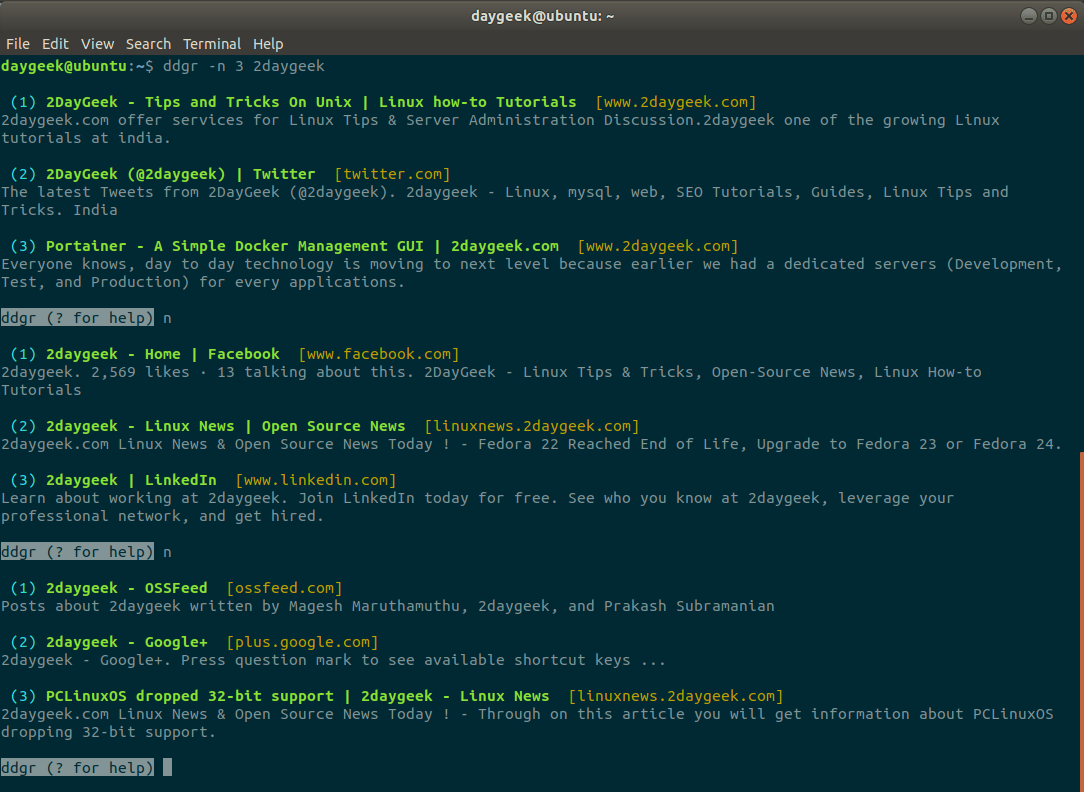 daygeek@ubuntu: ~
File Edit View Search Terminal Help
daygeek@ubuntu:~$ ddgr -n 3 2daygeek
(1) 2DayGeek - Tips and Tricks On Unix | Linux how-to Tutorials [www.2daygeek.com]
2daygeek.com offer services for Linux Tips & Server Administration Discussion.2daygeek one of the growing Linux
tutorials at india.
(2) 2DayGeek (@2daygeek) | Twitter [twitter.com]
The latest Tweets from 2DayGeek (@2daygeek). 2daygeek - Linux, mysql, web, SEO Tutorials, Guides, Linux Tips and
Tricks. India
(3) Portainer - A Simple Docker Management GUI | 2daygeek.com [www.2daygeek.com]
Everyone knows, day to day technology is moving to next level because earlier we had a dedicated servers (Development,
Test, and Production) for every applications.
ddgr (? for help) n
(1) 2daygeek - Home | Facebook [www.facebook.com]
2daygeek. 2,569 likes · 13 talking about this. 2DayGeek - Linux Tips & Tricks, Open-Source News, Linux How-to
Tutorials
(2) 2daygeek - Linux News | Open Source News [linuxnews.2daygeek.com]
2daygeek.com Linux News & Open Source News Today ! - Fedora 22 Reached End of Life, Upgrade to Fedora 23 or Fedora 24.
(3) 2daygeek | LinkedIn [www.linkedin.com]
Learn about working at 2daygeek. Join LinkedIn today for free. See who you know at 2daygeek, leverage your
professional network, and get hired.
ddgr (? for help) n
(1) 2daygeek - OSSFeed [ossfeed.com]
Posts about 2daygeek written by Magesh Maruthamuthu, 2daygeek, and Prakash Subramanian
(2) 2daygeek - Google+ [plus.google.com]
2daygeek - Google+. Press question mark to see available shortcut keys ...
(3) PCLinuxOS dropped 32-bit support | 2daygeek - Linux News [linuxnews.2daygeek.com]
2daygeek.com Linux News & Open Source News Today ! - Through on this article you will get information about PCLinuxOS
dropping 32-bit support.
ddgr (? for help)